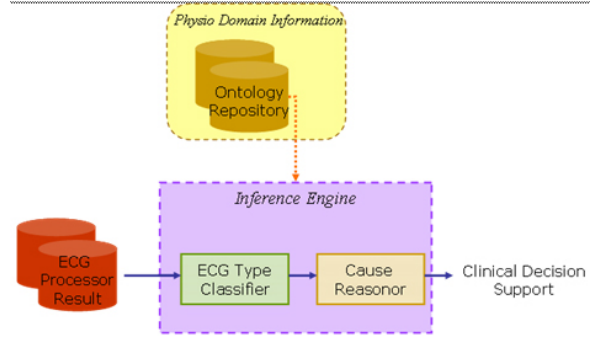 Physio Domain Information
Ontology
Repository
Inference Engine
ECG
Processor
Result
ECG Type
Classifier
Cause
Reasonor
Clinical Decision
Support